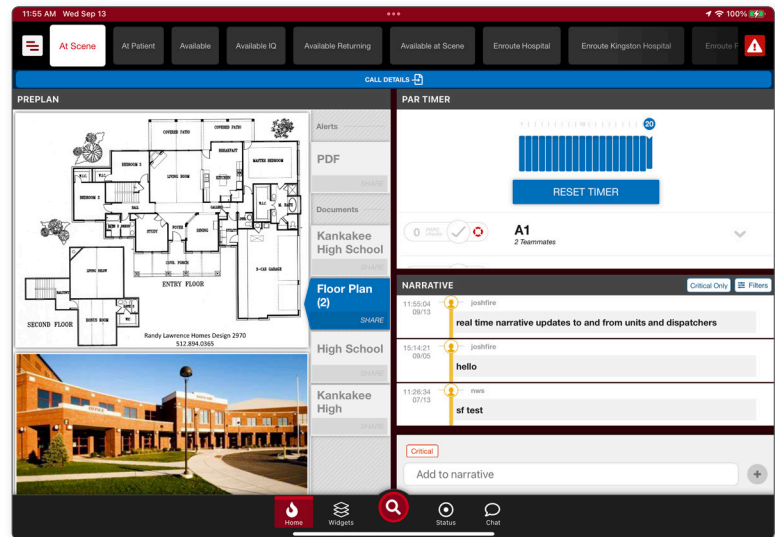 11:55 AM Wed Sep 13
100%
At Scene
At Patient
Available
Available IQ
Available Returning
Available at Scene
Enroute Hospital
Enroute Kingston Hospital
CALL DETAILS
PREPLAN
COVERED PATIO
COVERED PATIO
BREAKFAST
MASTER BEDROOM
BEDROOM 3
LIVING ROOM
KITCHEN
W.I.C.
BEDROOM 2
HALL
GALLERY
W.I.C.
STUDY
FOYER
DINING
COV. PORCH
2-CAR GARAGE
ENTRY FLOOR
BALCONY
BONUS ROOM
SECOND FLOOR
Randy Lawrence Homes Design 2970
512.894.0365
Alerts
PDF
SHARE
Documents
Kankakee
High School
SHARE
Floor Plan
(2)
SHARE
High School
SHARE
Kankakee
High
SHARE
PAR TIMER
20
RESET TIMER
0
A1
2 Teammates
NARRATIVE
Critical Only
Filters
11:55:04
09/13
joshfire
real time narrative updates to and from units and dispatchers
15:14:21
09/05
joshfire
hello
11:26:34
07/13
nws
sf test
Critical
Add to narrative
Home
Widgets
Status
Chat